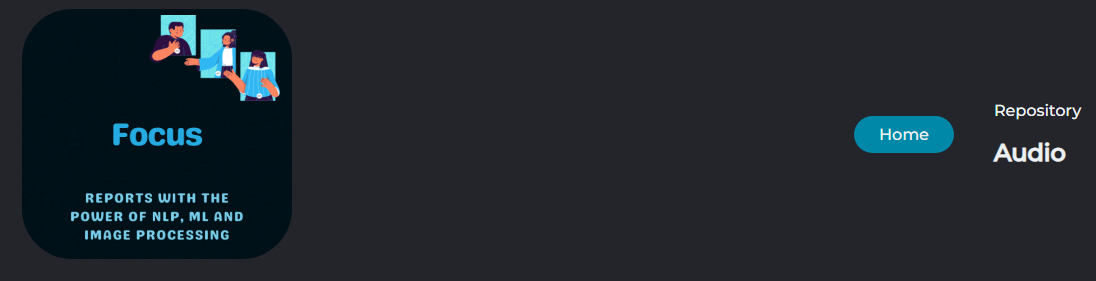 Focus
REPORTS WITH THE
POWER OF NLP, ML AND
IMAGE PROCESSING
Home
Repository
Audio